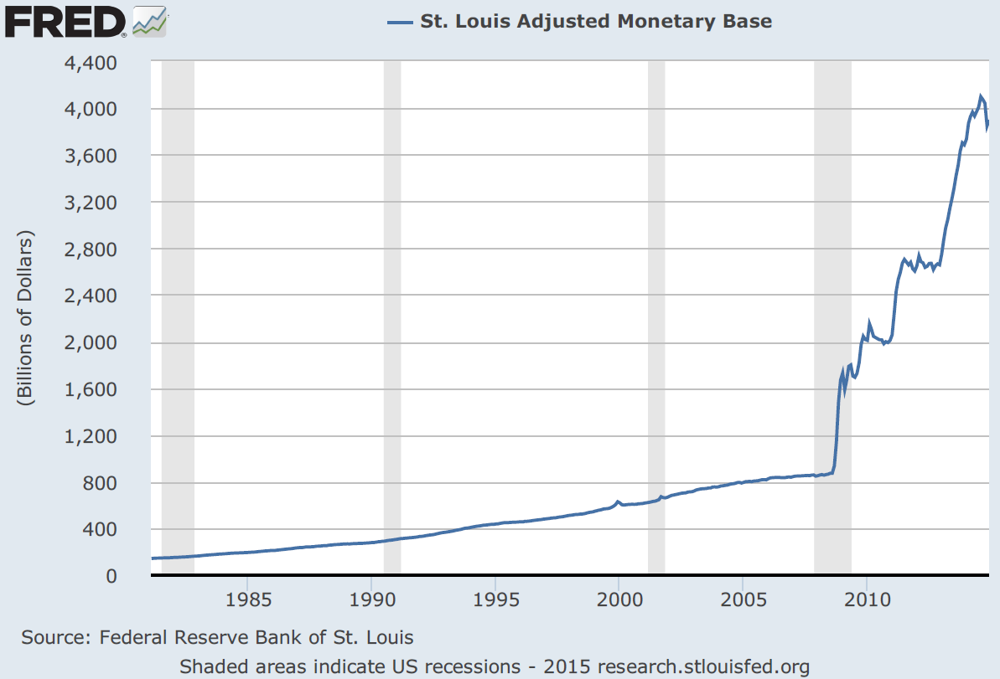 FRED®
St. Louis Adjusted Monetary Base
4,400
4,000
3,600
3,200
2,800
2,400
2,000
1,600
1,200
800
400
0
(Billions of Dollars)
1985 1990 1995 2000 2005 2010
Source: Federal Reserve Bank of St. Louis
Shaded areas indicate US recessions - 2015 research.stlouisfed.org